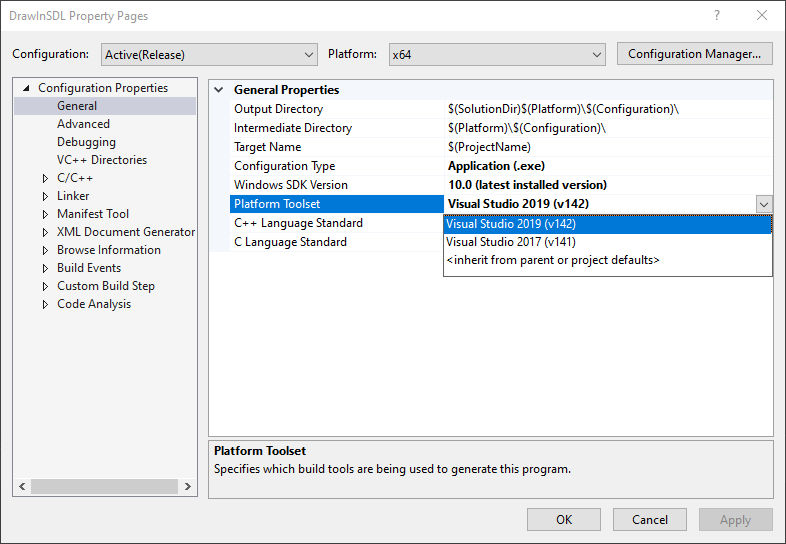 DrawInSDL Property Pages
Configuration: Active(Release) Platform: x64 Configuration Manager...
Configuration Properties
General
Advanced
Debugging
VC++ Directories
C/C++
Linker
Manifest Tool
XML Document Generator
Browse Information
Build Events
Custom Build Step
Code Analysis
General Properties
Output Directory $(SolutionDir)$(Platform)\$(Configuration)\
Intermediate Directory $(Platform)\$(Configuration)\
Target Name $(ProjectName)
Configuration Type Application (.exe)
Windows SDK Version 10.0 (latest installed version)
Platform Toolset Visual Studio 2019 (v142)
C++ Language Standard
C Language Standard
Visual Studio 2019 (v142)
Visual Studio 2017 (v141)
<inherit from parent or project defaults>
Platform Toolset
Specifies which build tools are being used to generate this program.
OK Cancel Apply